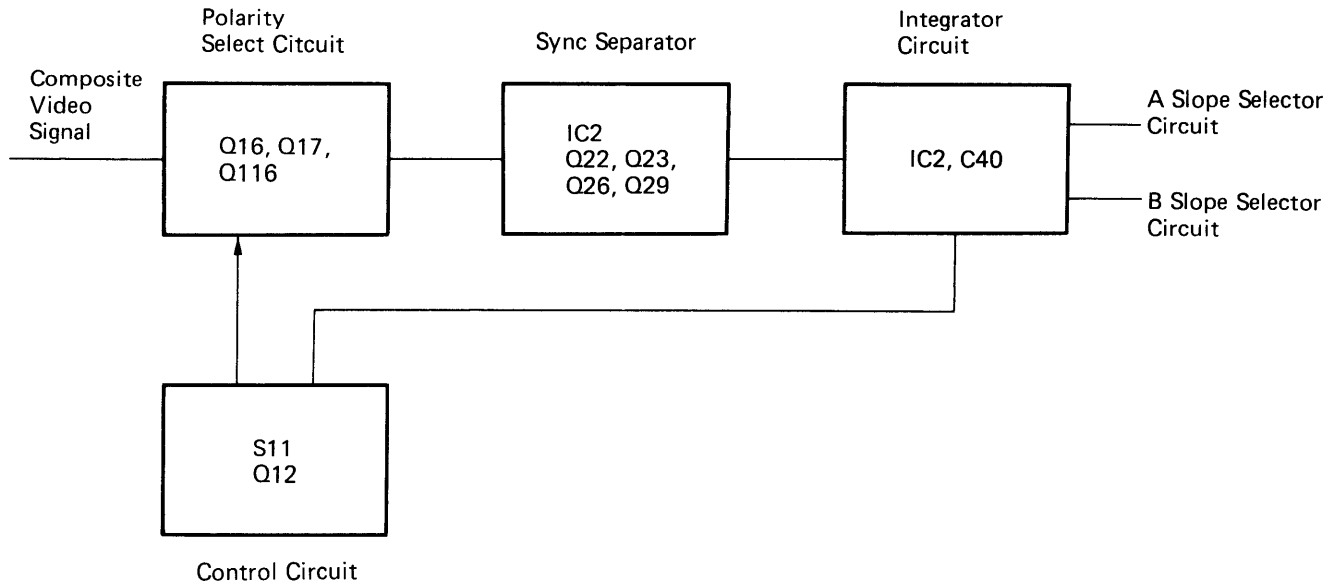 Polarity
Select Citcuit
Sync Separator
Integrator
Circuit
Composite
Video
Signal
Q16, Q17,
Q116
IC2
Q22, Q23,
Q26, Q29
IC2, C40
A Slope Selector
Circuit
B Slope Selector
Circuit
S11
Q12
Control Circuit